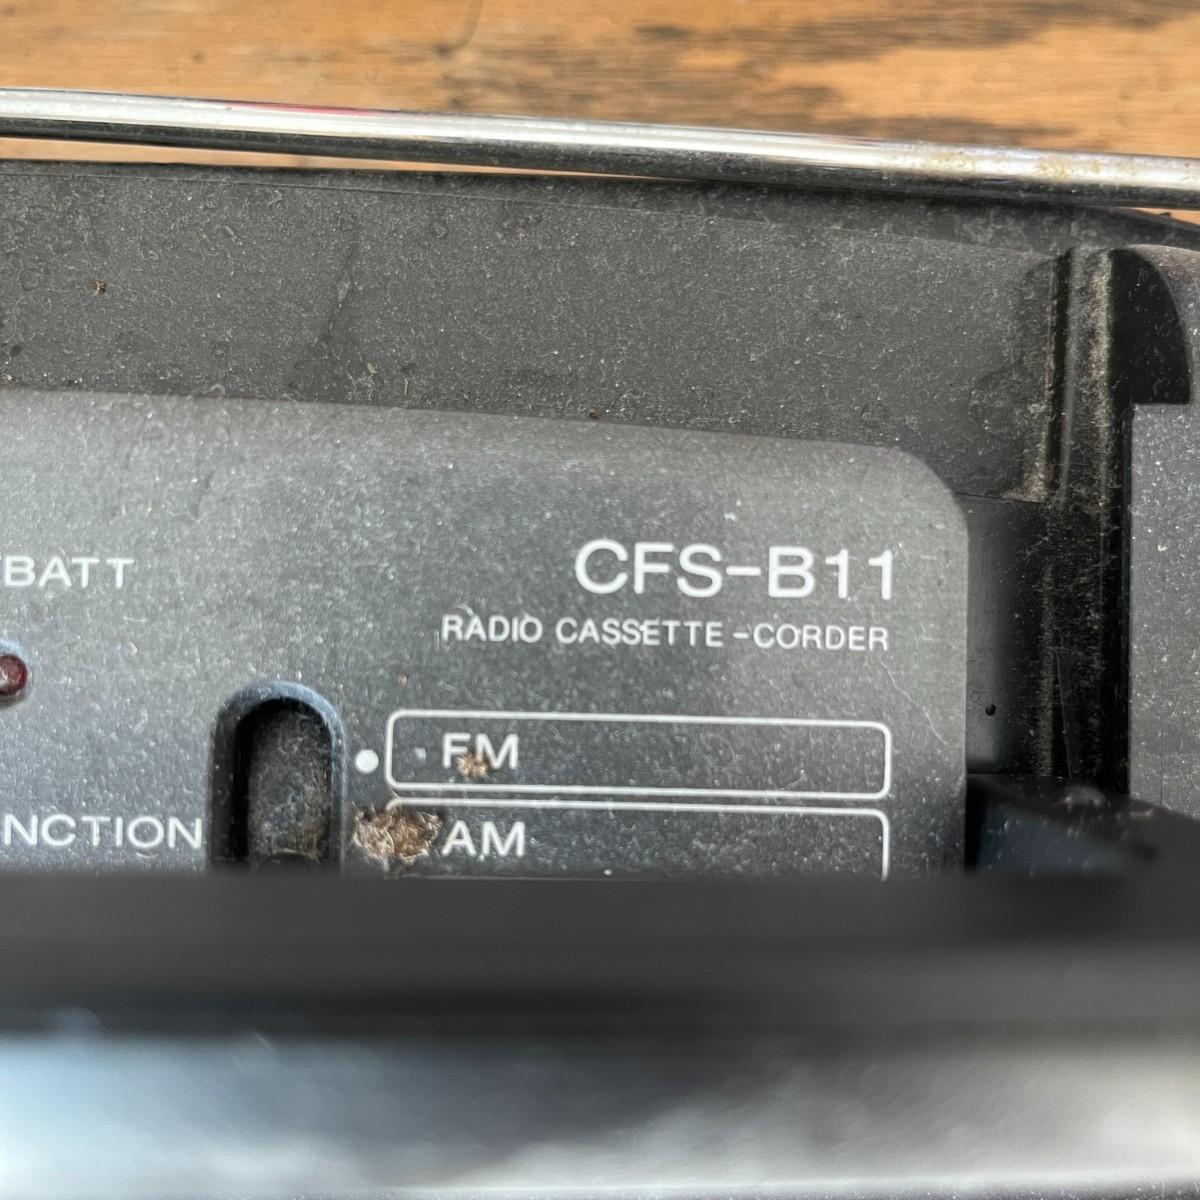 CFS-B11
RADIO CASSETTE-CORDER
BATT
FM
NCTION
AM